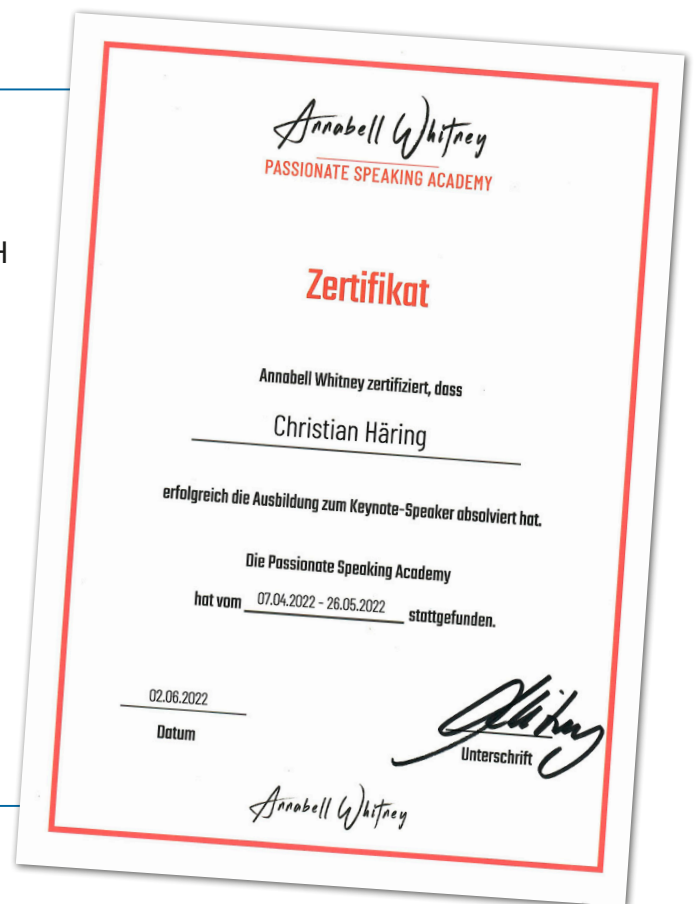 H
Annabell Whitney
PASSIONATE SPEAKING ACADEMY
Zertifikat
Annabell Whitney zertifiziert, dass
Christian Häring
erfolgreich die Ausbildung zum Keynote-Speaker absolviert hat.
Die Passionate Speaking Academy
hat vom 07.04.2022 - 26.05.2022 stattgefunden.
02.06.2022
Datum
Unterschrift
Annabell Whitney